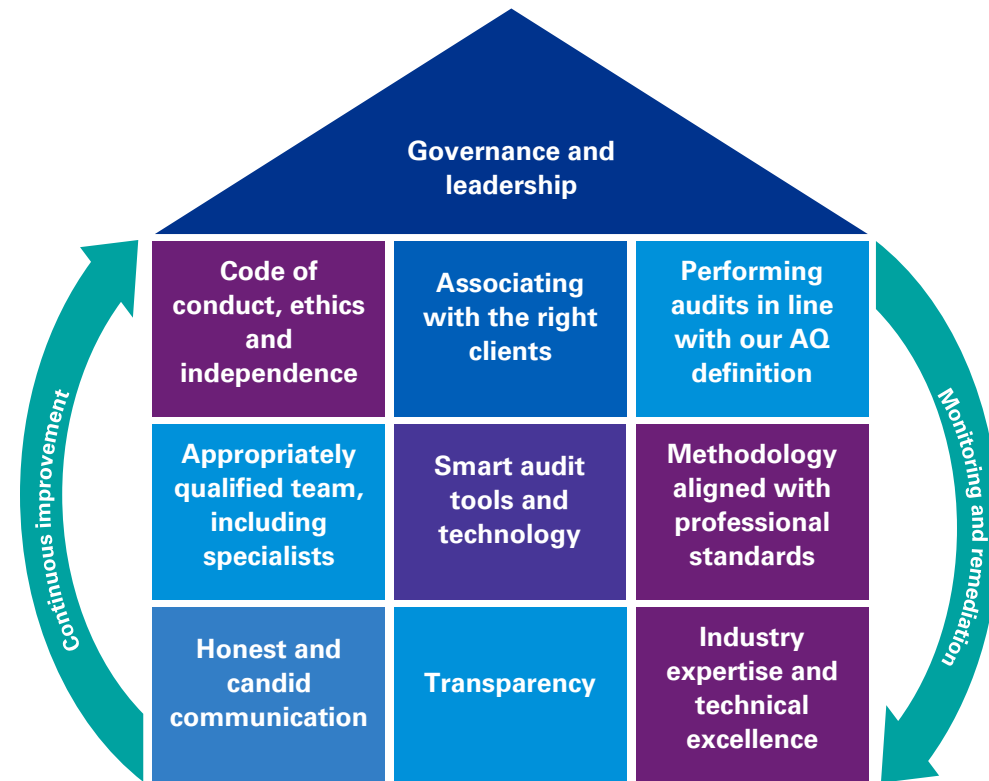 Governance and
leadership
Code of
conduct, ethics
and
independence
Associating
with the right
clients
Performing
audits in line
with our AQ
definition
Appropriately
qualified team,
including
specialists
Smart audit
tools and
technology
Methodology
aligned with
professional
standards
Honest and
candid
communication
Transparency
Industry
expertise and
technical
excellence
Continuous improvement
Monitoring and remediation